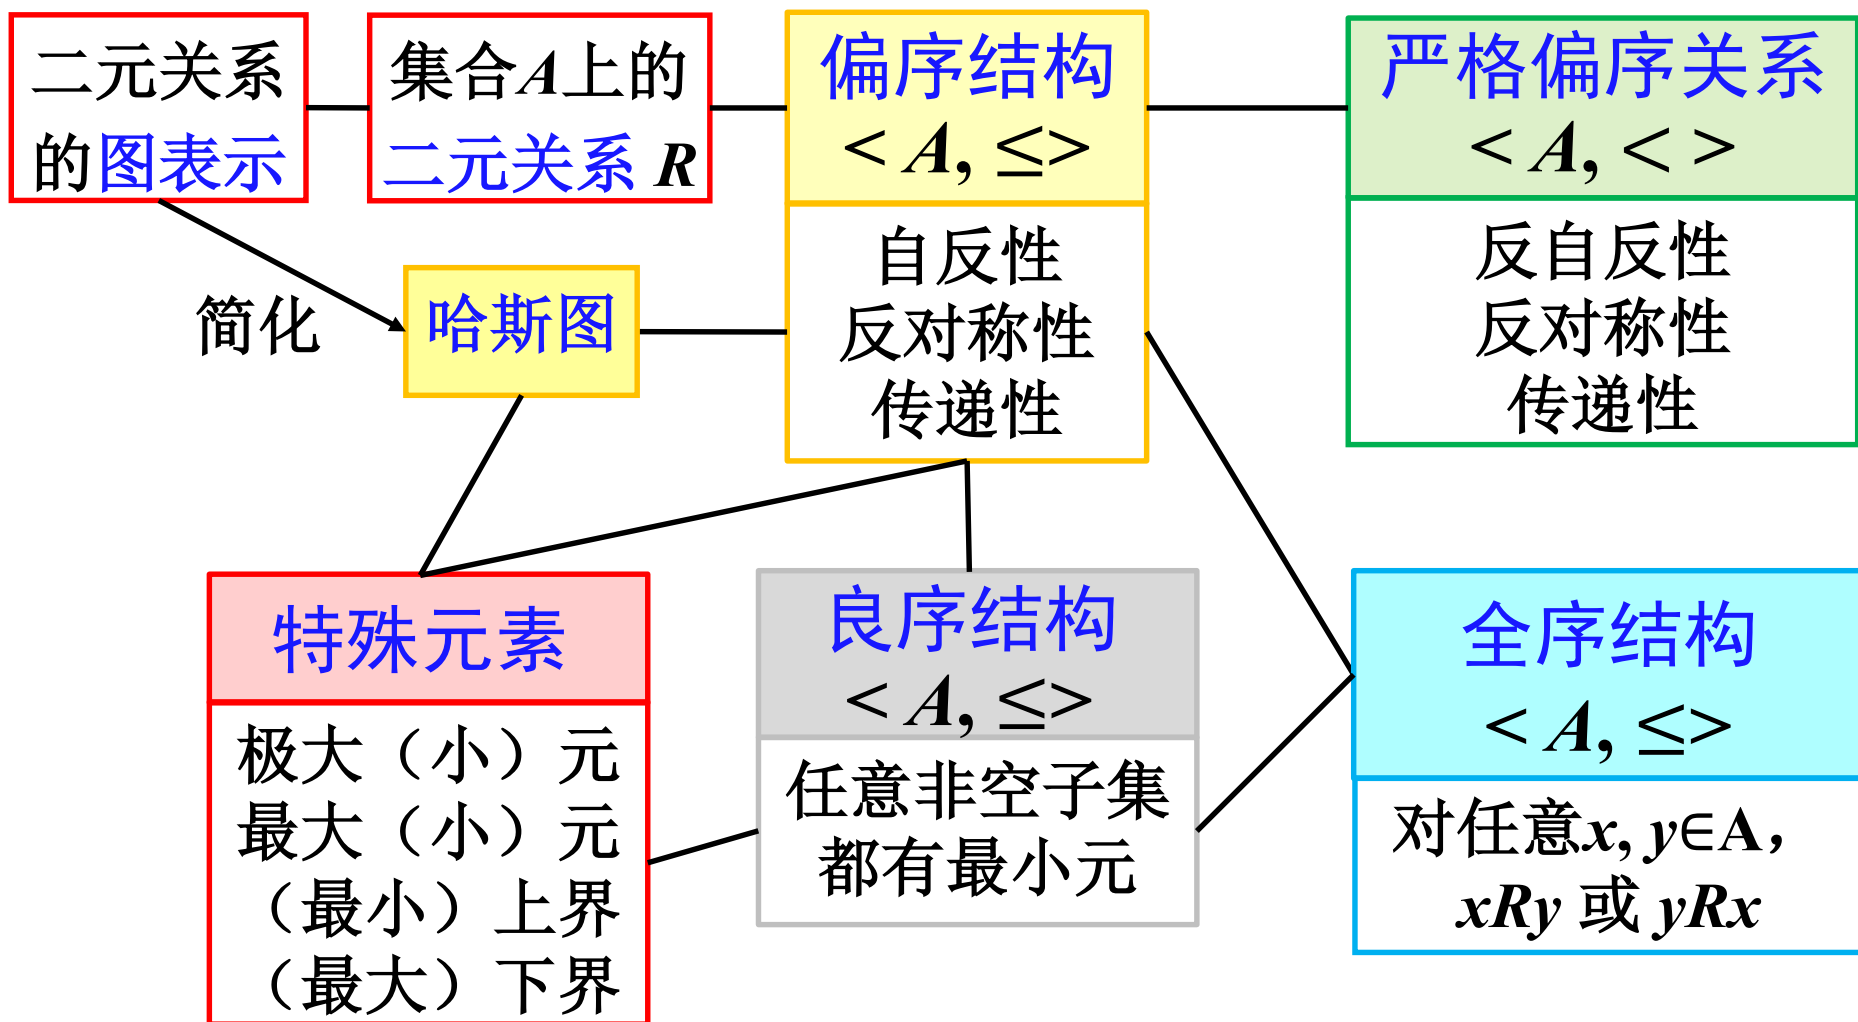 二元关系
的图表示
集合A上的
二元关系 R
偏序结构
< A, ≤>
自反性
反对称性
传递性
严格偏序关系
< A, < >
反自反性
反对称性
传递性
简化
哈斯图
特殊元素
极大（小）元
最大（小）元
（最小）上界
（最大）下界
良序结构
< A, ≤>
任意非空子集
都有最小元
全序结构
< A, ≤>
对任意x, y∈A，
xRy 或 yRx